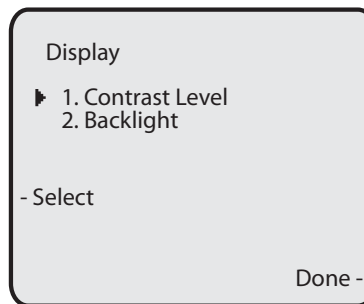 Display
1. Contrast Level
2. Backlight
- Select
Done -